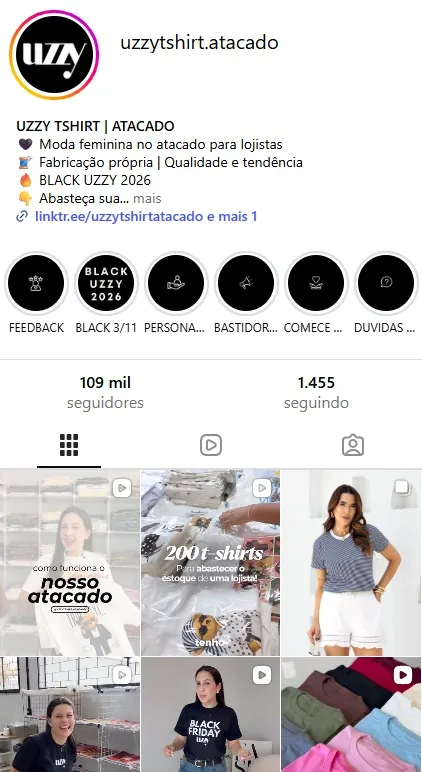 uzzy
uzzytshirt.atacado
UZZY TSHIRT | ATACADO
🖤 Moda feminina no atacado para lojistas
🧵 Fabricação própria | Qualidade e tendência
🔥 BLACK UZZY 2026
👇 Abasteça sua... mais
linktr.ee/uzzytshirtatacado e mais 1
BLACK
UZZY
2026
FEEDBACK
BLACK 3/11
PERSONA...
BASTIDOR...
COMECE ...
DUVIDAS ...
109 mil
seguidores
1.455
seguindo
como funciona o
nosso
atacado
200 t-shirts
Para abastecer o
estoque de uma lojista!
tenho
BLACK
FRIDAY
uzzy